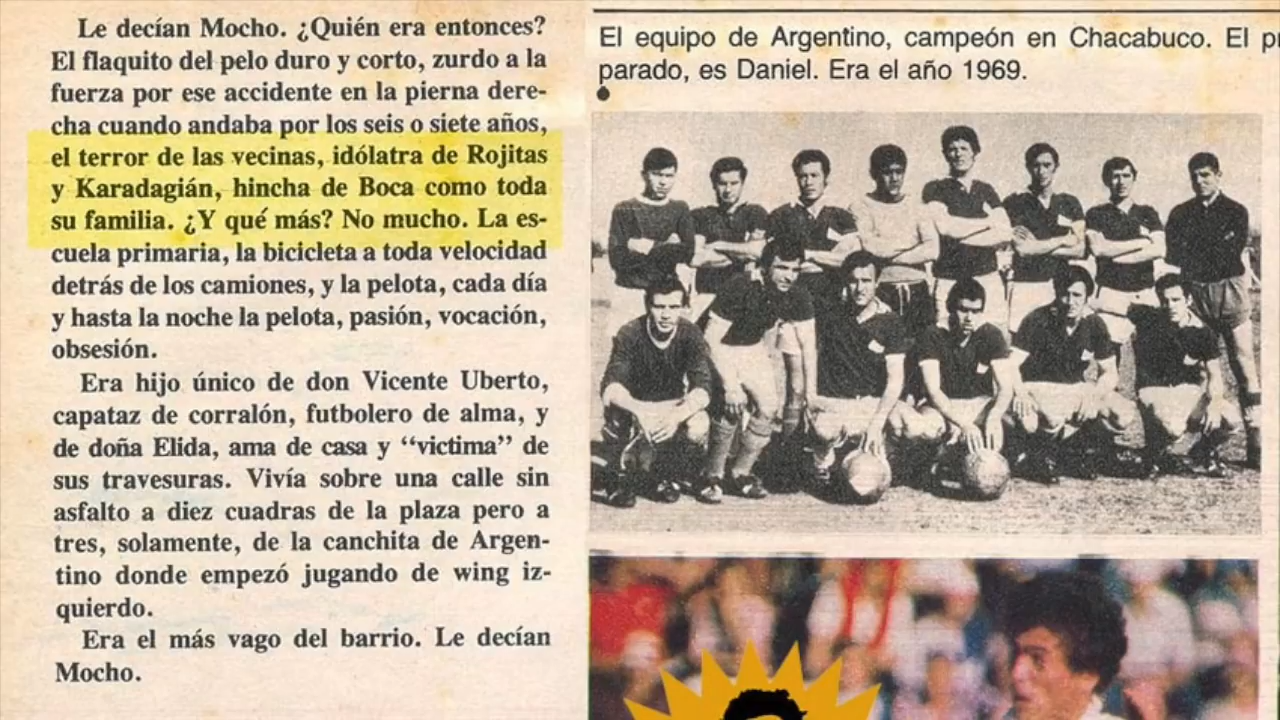 Le decían Mocho. ¿Quién era entonces?
El flaquito del pelo duro y corto, zurdo a la
fuerza por ese accidente en la pierna dere-
cha cuando andaba por los seis o siete años,
el terror de las vecinas, idólatra de Rojitas
y Karadagián, hincha de Boca como toda
su familia. ¿Y qué más? No mucho. La es-
cuela primaria, la bicicleta a toda velocidad
detrás de los camiones, y la pelota, cada día
y hasta la noche la pelota, pasión, vocación,
obsesión.
Era hijo único de don Vicente Uberto,
capataz de corralón, futbolero de alma, y
de doña Elida, ama de casa y “victima” de
sus travesuras. Vivía sobre una calle sin
asfalto a diez cuadras de la plaza pero a
tres, solamente, de la canchita de Argen-
tino donde empezó jugando de wing iz-
quierdo.
Era el más vago del barrio. Le decían
Mocho.
El equipo de Argentino, campeón en Chacabuco. El
parado, es Daniel. Era el año 1969.